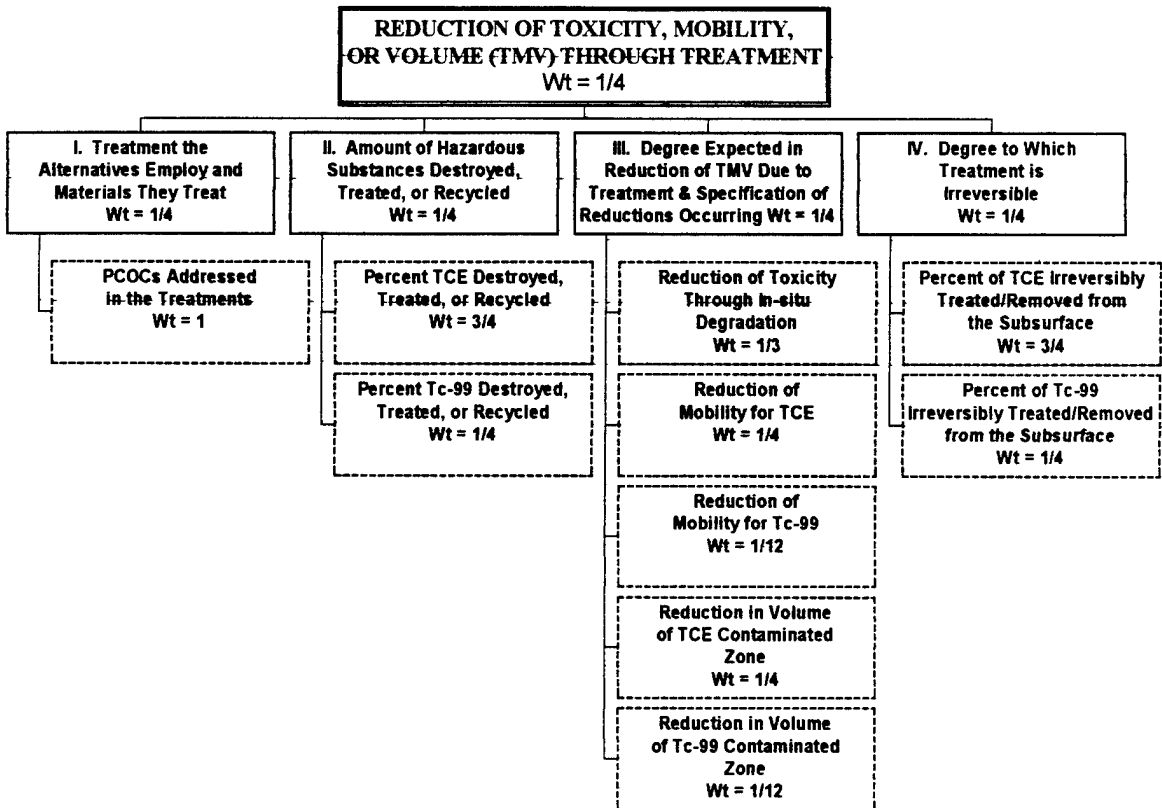 REDUCTION OF TOXICITY, MOBILITY,
OR VOLUME (TMV) THROUGH TREATMENT
Wt = 1/4
I. Treatment the
Alternatives Employ and
Materials They Treat
Wt = 1/4
PCOCs Addressed
in the Treatments
Wt = 1
II. Amount of Hazardous
Substances Destroyed,
Treated, or Recycled
Wt = 1/4
Percent TCE Destroyed,
Treated, or Recycled
Wt = 3/4
Percent Tc-99 Destroyed,
Treated, or Recycled
Wt = 1/4
III. Degree Expected in
Reduction of TMV Due to
Treatment & Specification of
Reductions Occurring Wt = 1/4
Reduction of Toxicity
Through In-situ
Degradation
Wt = 1/3
Reduction of
Mobility for TCE
Wt = 1/4
Reduction of
Mobility for Tc-99
Wt = 1/12
Reduction in Volume
of TCE Contaminated
Zone
Wt = 1/4
Reduction in Volume
of Tc-99 Contaminated
Zone
Wt = 1/12
IV. Degree to Which
Treatment is
Irreversible
Wt = 1/4
Percent of TCE Irreversibly
Treated/Removed from
the Subsurface
Wt = 3/4
Percent of Tc-99
Irreversibly Treated/Removed
from the Subsurface
Wt = 1/4